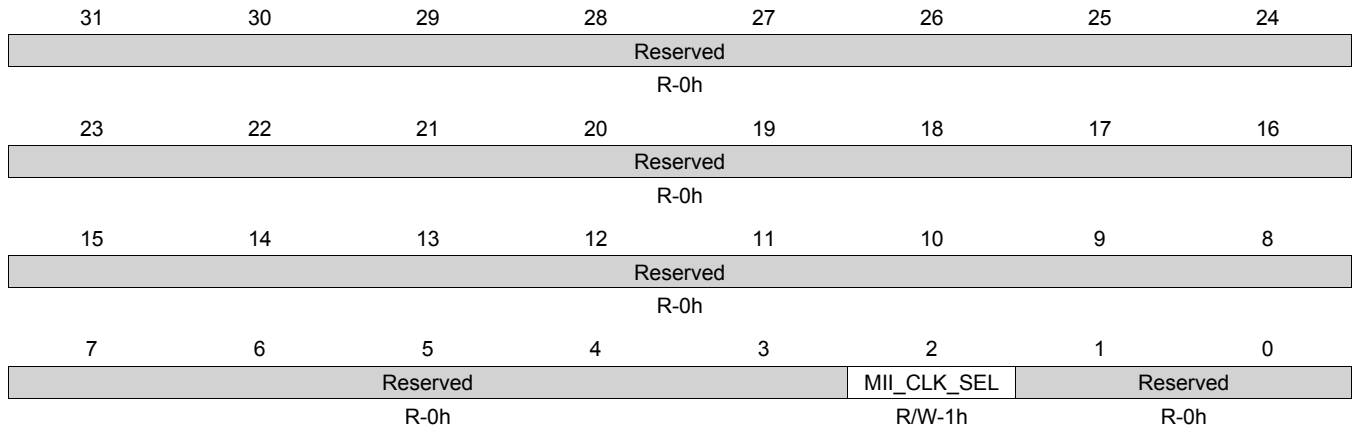 31 30 29 28 27 26 25 24
Reserved
R-0h
23 22 21 20 19 18 17 16
Reserved
R-0h
15 14 13 12 11 10 9 8
Reserved
R-0h
7 6 5 4 3 2 1 0
Reserved MII_CLK_SEL Reserved
R-0h R/W-1h R-0h